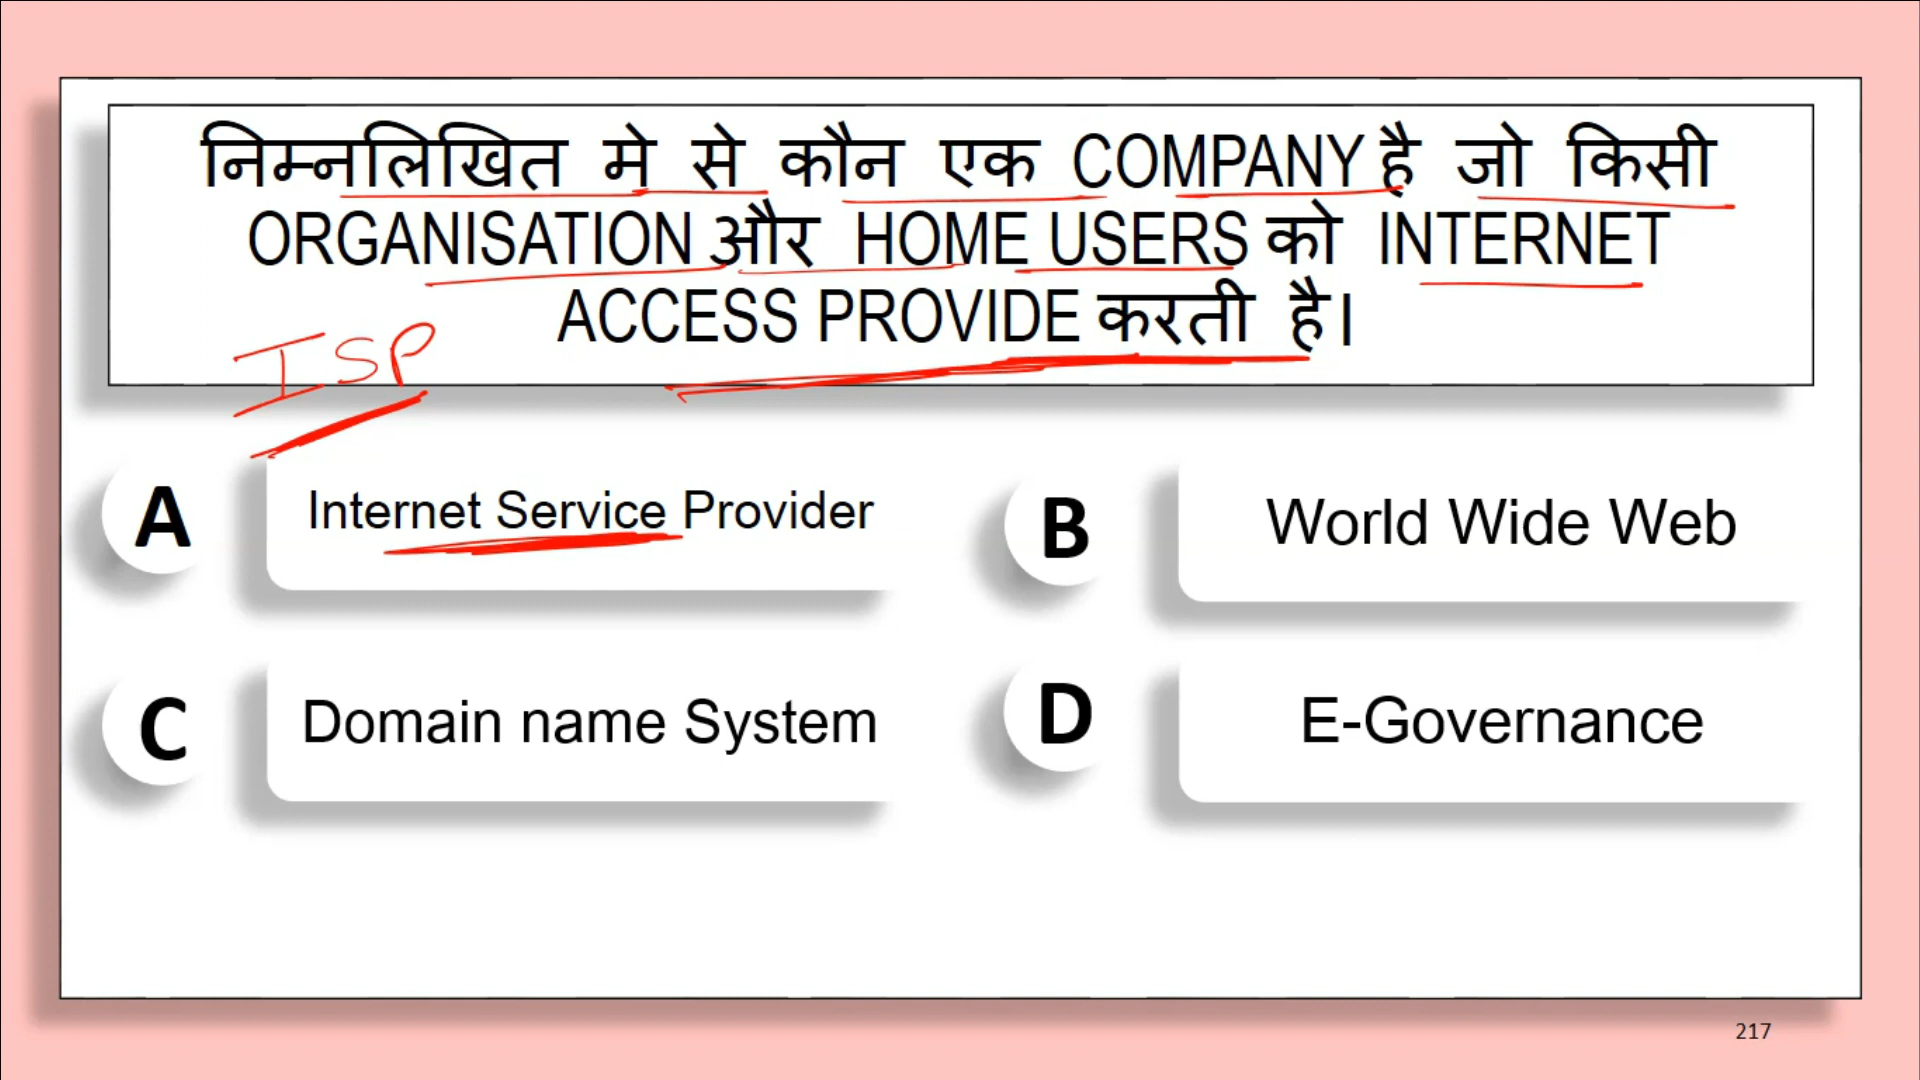 निम्नलिखित मे से कौन एक COMPANY है जो किसी
ORGANISATION और HOME USERS को INTERNET
ACCESS PROVIDE करती है।
ISP
A Internet Service Provider
B World Wide Web
C Domain name System
D E-Governance
217